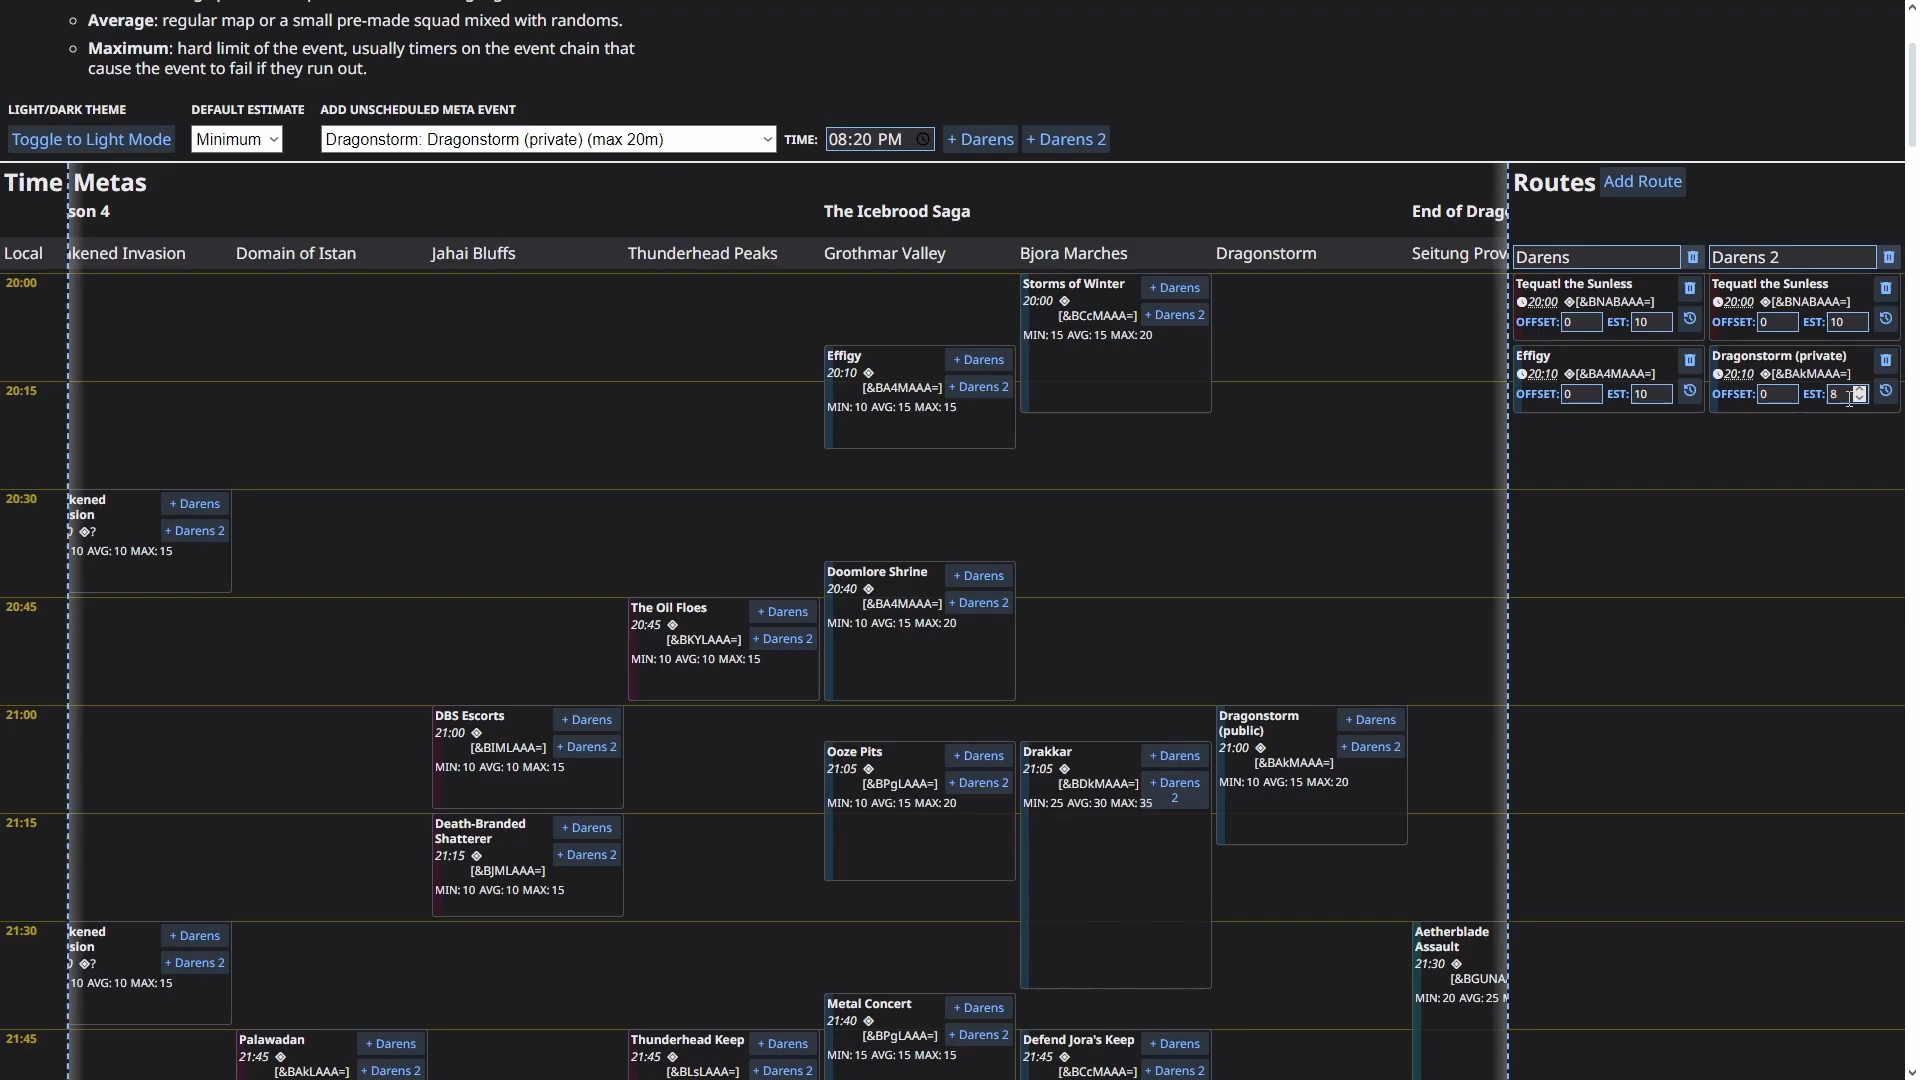 Average: regular map or a small pre-made squad mixed with randoms.
Maximum: hard limit of the event, usually timers on the event chain that
cause the event to fail if they run out.
LIGHT/DARK THEME
Toggle to Light Mode
DEFAULT ESTIMATE
Minimum
ADD UNSCHEDULED META EVENT
Dragonstorm: Dragonstorm (private) (max 20m)
TIME:
08:20 PM
+ Darens
+ Darens 2
Time
Metas
Routes
Add Route
son 4
The Icebrood Saga
End of Drag
Local
kened Invasion
Domain of Istan
Jahai Bluffs
Thunderhead Peaks
Grothmar Valley
Bjora Marches
Dragonstorm
Seitung Prov
Darens
Darens 2
20:00
Storms of Winter
20:00
[&BCcMAAA=]
MIN: 15 AVG: 15 MAX: 20
+ Darens
+ Darens 2
Tequatl the Sunless
20:00 [&BNABAAA=]
OFFSET: 0 EST: 10
Tequatl the Sunless
20:00 [&BNABAAA=]
OFFSET: 0 EST: 10
Effigy
20:10
[&BA4MAAA=]
MIN: 10 AVG: 15 MAX: 15
+ Darens
+ Darens 2
Effigy
20:10 [&BA4MAAA=]
OFFSET: 0 EST: 10
Dragonstorm (private)
20:10 [&BAkMAAA=]
OFFSET: 0 EST: 8
20:15
20:30
kened
sion
?
10 AVG: 10 MAX: 15
+ Darens
+ Darens 2
Doomlore Shrine
20:40
[&BA4MAAA=]
MIN: 10 AVG: 15 MAX: 20
+ Darens
+ Darens 2
20:45
The Oil Floes
20:45
[&BKYLAAA=]
MIN: 10 AVG: 10 MAX: 15
+ Darens
+ Darens 2
21:00
DBS Escorts
21:00
[&BIMLAAA=]
MIN: 10 AVG: 10 MAX: 15
+ Darens
+ Darens 2
Ooze Pits
21:05
[&BPgLAAA=]
MIN: 10 AVG: 15 MAX: 20
+ Darens
+ Darens 2
Drakkar
21:05
[&BDkMAAA=]
MIN: 25 AVG: 30 MAX: 35
+ Darens
+ Darens
2
Dragonstorm
(public)
21:00
[&BAkMAAA=]
MIN: 10 AVG: 15 MAX: 20
+ Darens
+ Darens 2
21:15
Death-Branded
Shatterer
21:15
[&BJMLAAA=]
MIN: 10 AVG: 10 MAX: 15
+ Darens
+ Darens 2
21:30
kened
sion
?
10 AVG: 10 MAX: 15
+ Darens
+ Darens 2
Aetherblade
Assault
21:30
[&BGUNA
MIN: 20 AVG: 25
Metal Concert
21:40
[&BPgLAAA=]
MIN: 15 AVG: 15 MAX: 15
+ Darens
+ Darens 2
21:45
Palawadan
21:45
[&BAkLAAA=]
+ Darens
+ Darens 2
Thunderhead Keep
21:45
[&BLsLAAA=]
+ Darens
+ Darens 2
Defend Jora's Keep
21:45
[&BCcMAAA=]
+ Darens
+ Darens 2